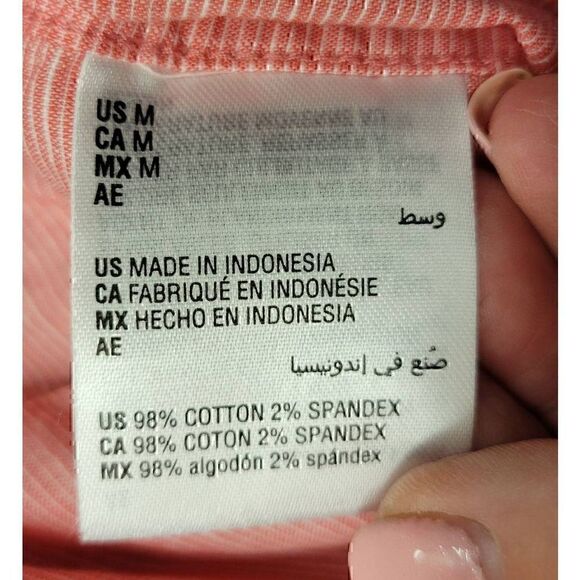 US M
CA M
MX M
AE
وسط
US MADE IN INDONESIA
CA FABRIQUÉ EN INDONÉSIE
MX HECHO EN INDONESIA
AE
صُنع في إندونيسيا
US 98% COTTON 2% SPANDEX
CA 98% COTON 2% SPANDEX
MX 98% algodón 2% spándex